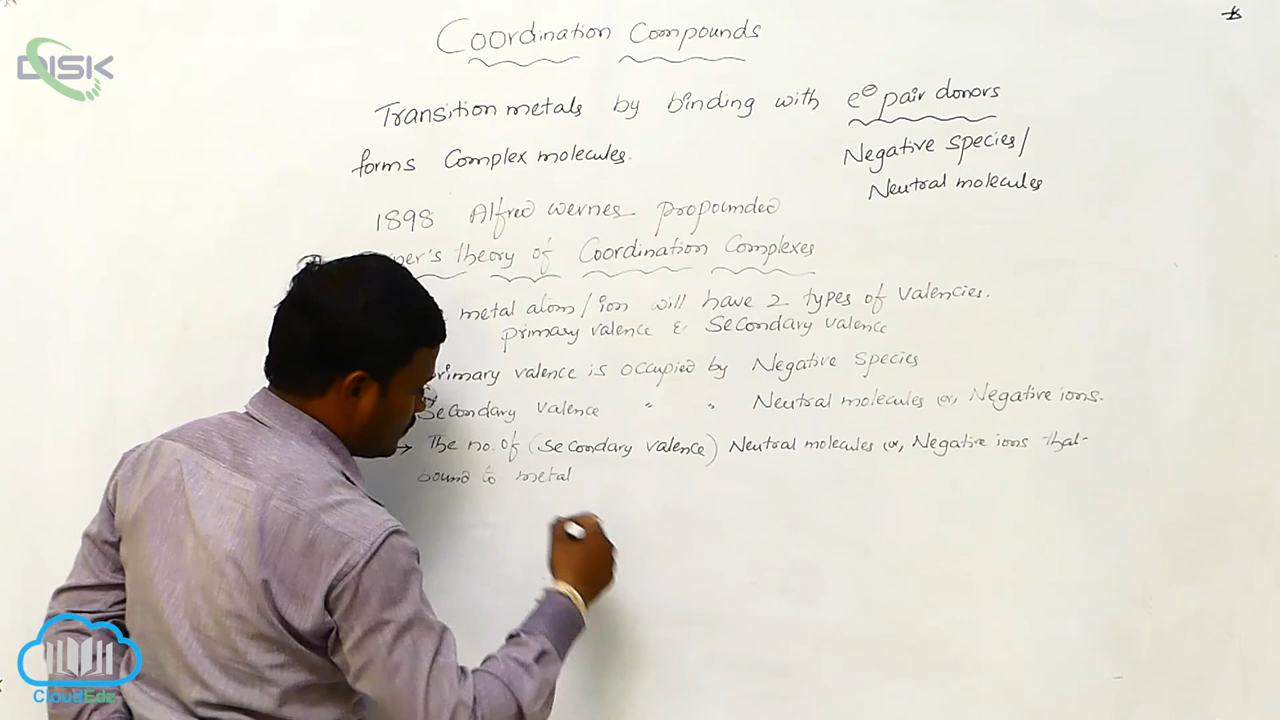 DISK
Coordination Compounds
Transition metals by binding with e⊖ pair donors
forms Complex molecules.
Negative species/
Neutral molecules
1898 Alfred werner propounded
theory of Coordination Complexes
metal atom/ion will have 2 types of valencies.
primary valence & Secondary valence
primary valence is occupied by Negative Species
Secondary valence " " Neutral molecules or, Negative ions.
→ The no. of (secondary valence) Neutral molecules or, Negative ions that
bound to metal
CloudEdz